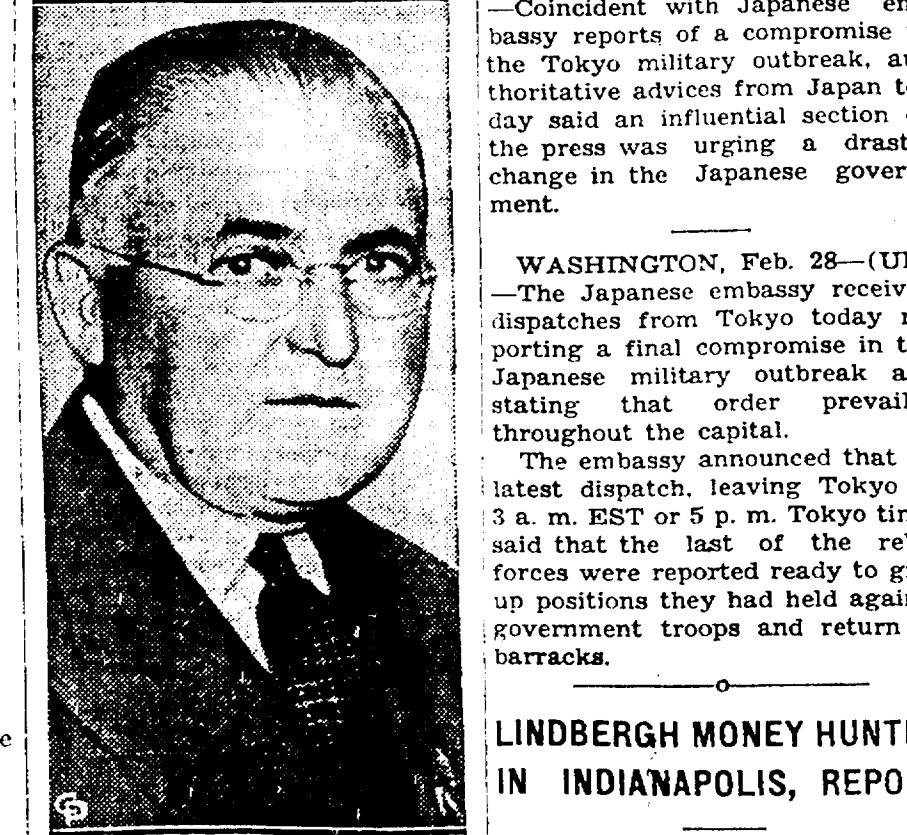 —Coincident with Japanese em
bassy reports of a compromise
the Tokyo military outbreak, au
thoritative advices from Japan to
day said an influential section
the press was urging a drast
change in the Japanese gover
ment.
WASHINGTON, Feb. 28—(UP
—The Japanese embassy receiv
dispatches from Tokyo today r
porting a final compromise in t
Japanese military outbreak a
stating that order prevail
throughout the capital.
The embassy announced that
latest dispatch, leaving Tokyo
3 a. m. EST or 5 p. m. Tokyo tim
said that the last of the re
forces were reported ready to gi
up positions they had held again
government troops and return
barracks.
e
LINDBERGH MONEY HUNT
IN INDIANAPOLIS, REPO